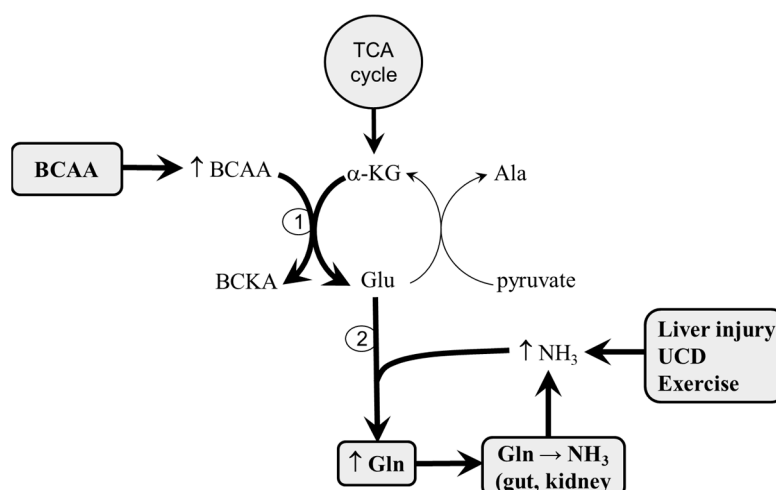 TCA
cycle
BCAA
↑ BCAA
α-KG
Ala
1
BCKA
Glu
pyruvate
2
↑ NH₃
Liver injury
UCD
Exercise
↑ Gln
Gln → NH₃
(gut, kidney